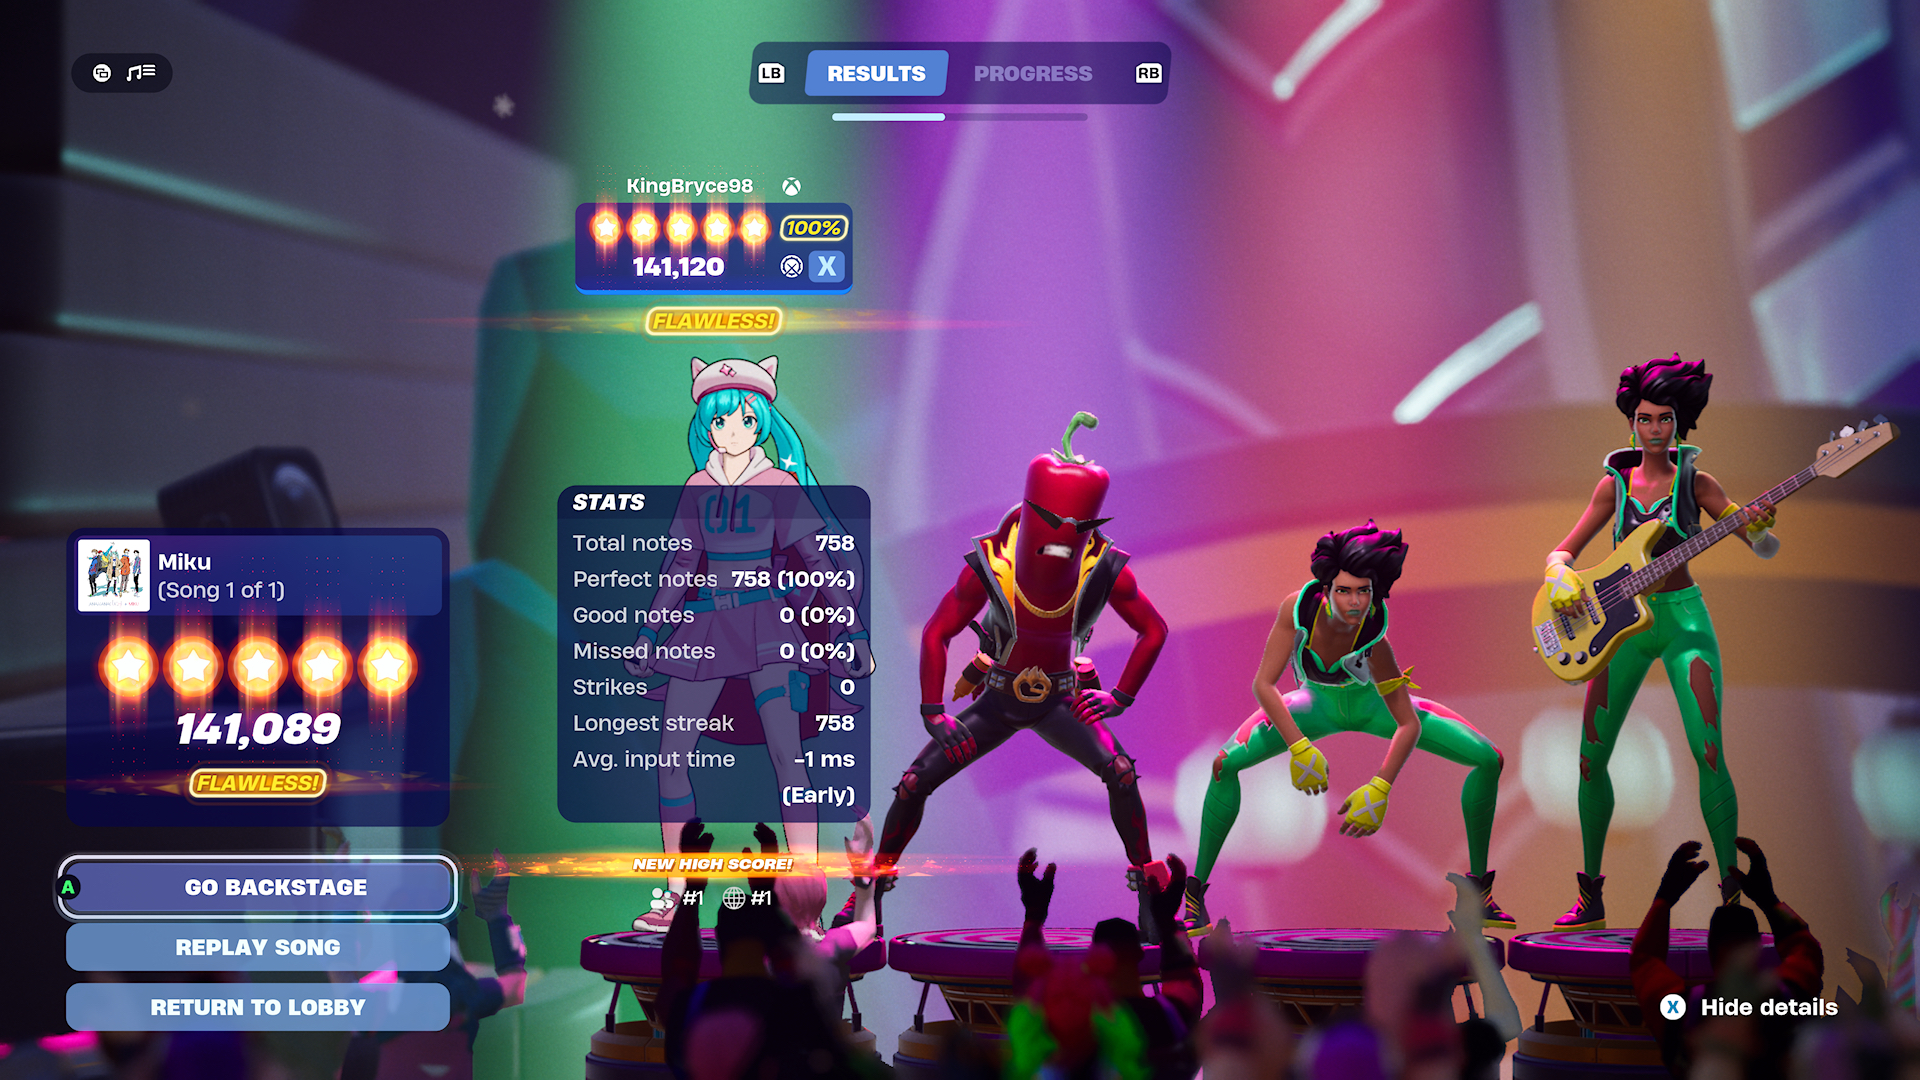 LB RESULTS PROGRESS RB
KingBryce98
100%
141,120
X
FLAWLESS!
01
STATS
Total notes 758
Perfect notes 758 (100%)
Good notes 0 (0%)
Missed notes 0 (0%)
Strikes 0
Longest streak 758
Avg. input time -1 ms
(Early)
NEW HIGH SCORE!
#1 #1
Miku
(Song 1 of 1)
141,089
FLAWLESS!
A GO BACKSTAGE
REPLAY SONG
RETURN TO LOBBY
X Hide details